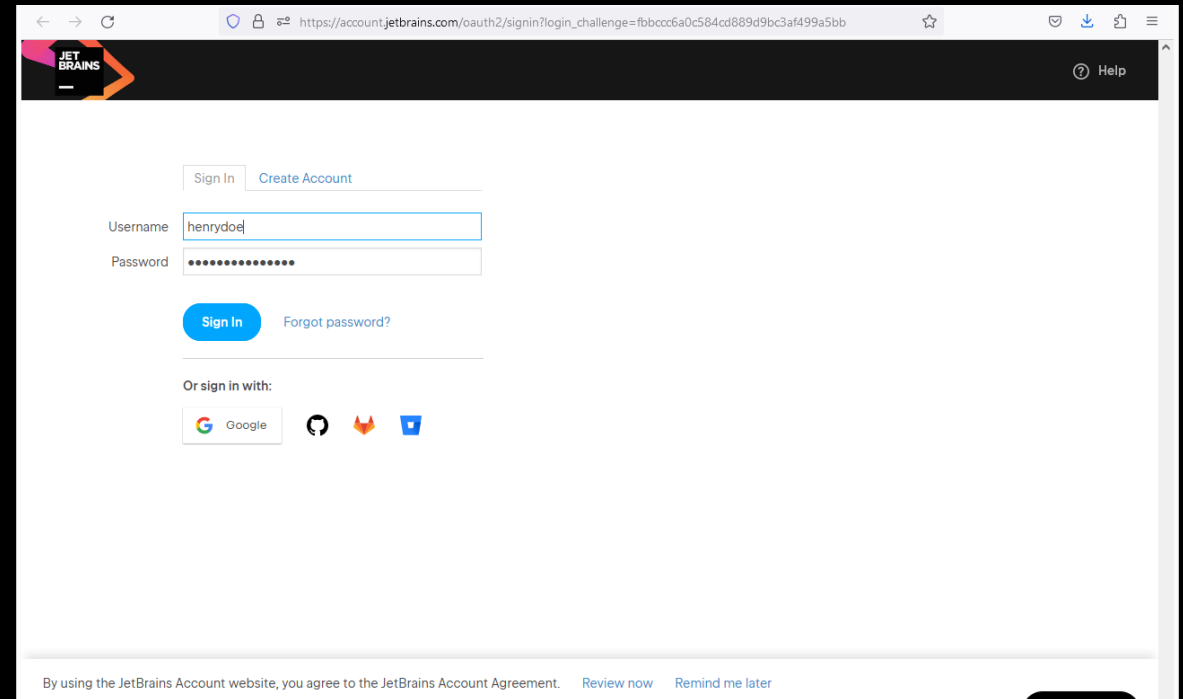 https://account.jetbrains.com/oauth2/signin?login_challenge=fbbccc6a0c584cd889d9bc3af499a5bb
JET
BRAINS
? Help
Sign In Create Account
Username henrydoe
Password •••••••••••••••
Sign In Forgot password?
Or sign in with:
G Google
By using the JetBrains Account website, you agree to the JetBrains Account Agreement. Review now Remind me later